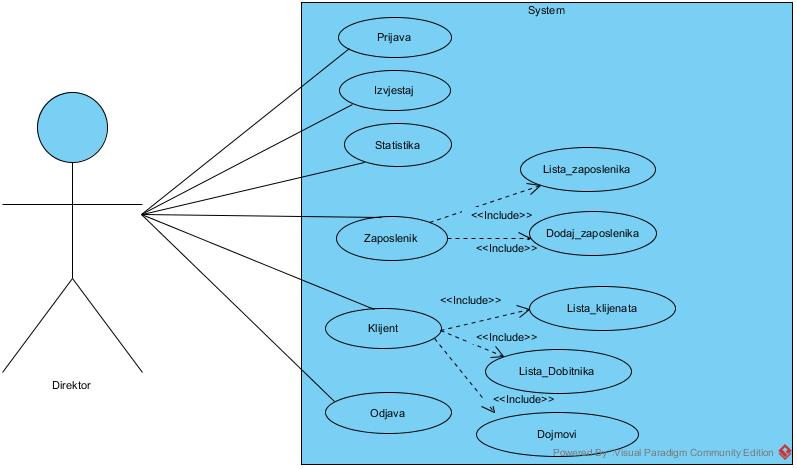 System
Prijava
Izvjestaj
Statistika
Lista_zaposlenika
<<Include>>
Zaposlenik
Dodaj_zaposlenika
<<Include>>
<<Include>>
Lista_klijenata
Klijent
<<Include>>
Lista_Dobitnika
Direktor
<<Include>>
Odjava
Dojmovi
Powered By Visual Paradigm Community Edition